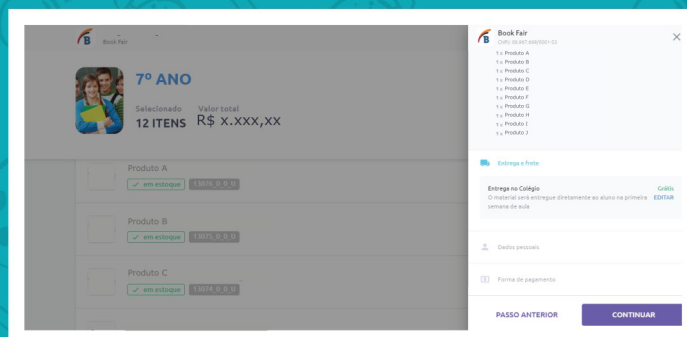 Book Fair
7º ANO
Selecionado Valor total
12 ITENS R$ x.xxx,xx
Produto A
em estoque 13076_0_0_U
Produto B
em estoque 13075_0_0_U
Produto C
em estoque 13074_0_0_U
Book Fair
1 x Produto A
1 x Produto B
1 x Produto C
1 x Produto D
1 x Produto E
1 x Produto F
1 x Produto G
1 x Produto H
1 x Produto I
1 x Produto J
Entrega e frete
Entrega no Colégio Grátis
O material será entregue diretamente ao aluno na primeira EDITAR
semana de aula
Dados pessoais
Forma de pagamento
PASSO ANTERIOR CONTINUAR